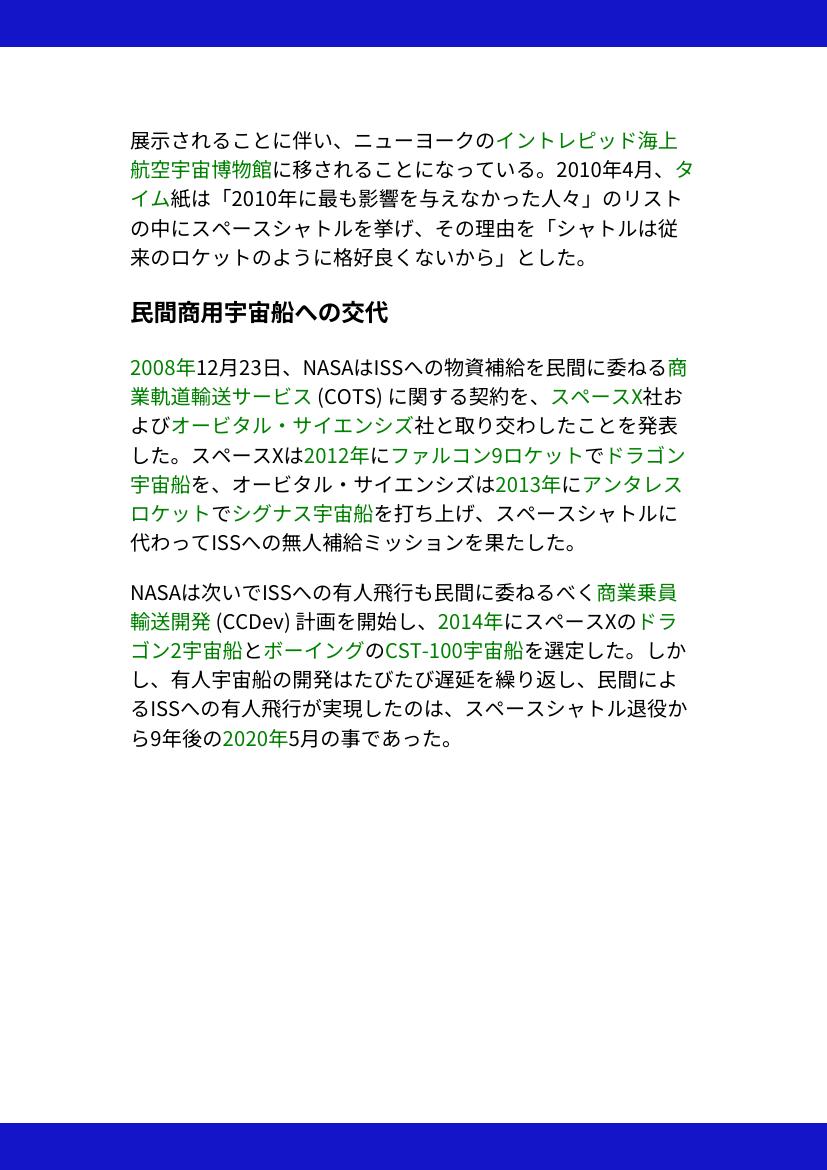 展示されることに伴い、ニューヨークのイントレピッド海上
航空宇宙博物館に移されることになっている。2010年4月、タ
イム紙は「2010年に最も影響を与えなかった人々」のリスト
の中にスペースシャトルを挙げ、その理由を「シャトルは従
来のロケットのように格好良くないから」とした。
民間商用宇宙船への交代
2008年12月23日、NASAはISSへの物資補給を民間に委ねる商
業軌道輸送サービス (COTS) に関する契約を、スペースX社お
よびオービタル・サイエンシズ社と取り交わしたことを発表
した。スペースXは2012年にファルコン9ロケットでドラゴン
宇宙船を、オービタル・サイエンシズは2013年にアンタレス
ロケットでシグナス宇宙船を打ち上げ、スペースシャトルに
代わってISSへの無人補給ミッションを果たした。
NASAは次いでISSへの有人飛行も民間に委ねるべく商業乗員
輸送開発 (CCDev) 計画を開始し、2014年にスペースXのドラ
ゴン2宇宙船とボーイングのCST-100宇宙船を選定した。しか
し、有人宇宙船の開発はたびたび遅延を繰り返し、民間によ
るISSへの有人飛行が実現したのは、スペースシャトル退役か
ら9年後の2020年5月の事であった。